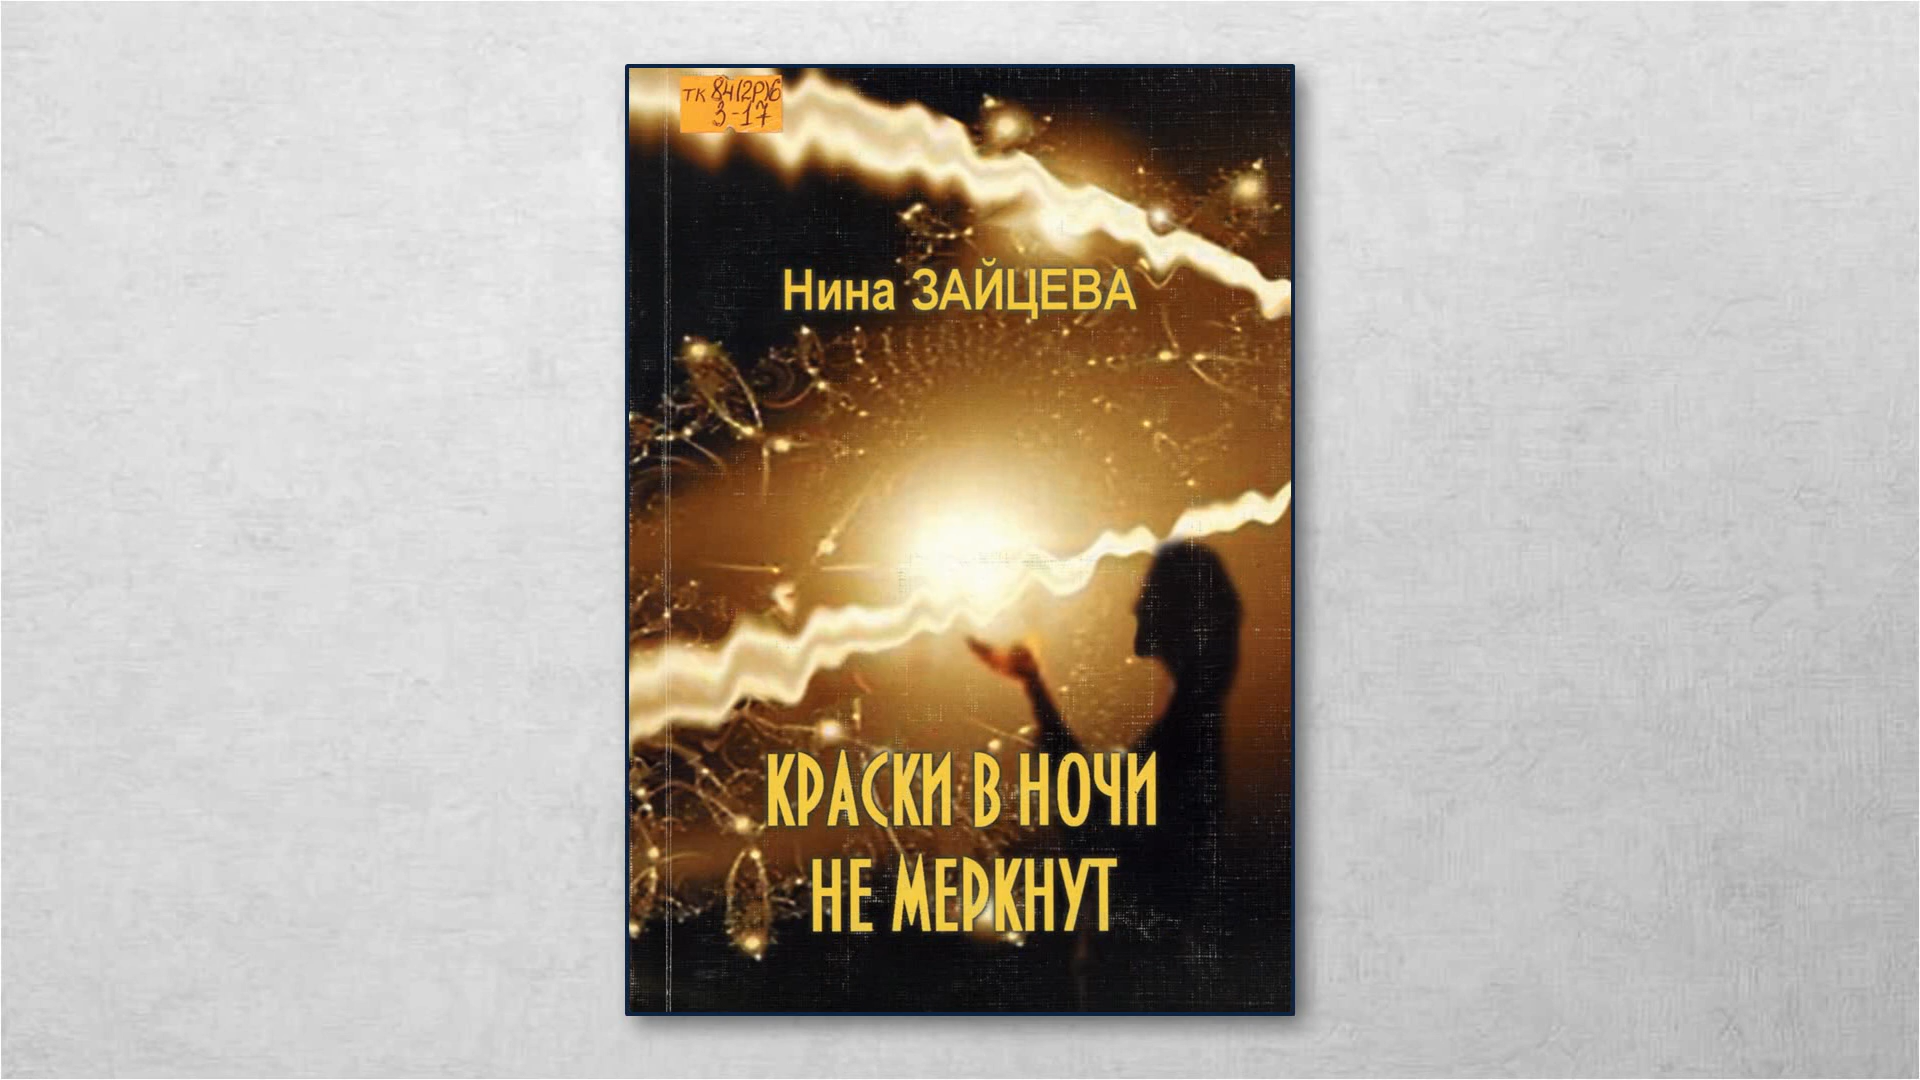 ТК 84(2Р)6
З-17
Нина ЗАЙЦЕВА
КРАСКИ В НОЧИ
НЕ МЕРКНУТ